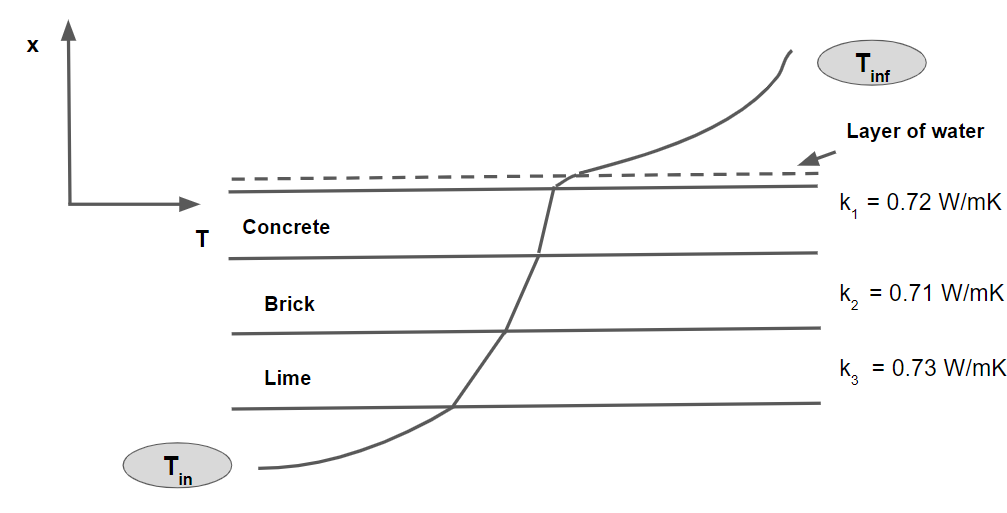 x
T_inf
Layer of water
k_1 = 0.72 W/mK
Concrete
T
Brick
k_2 = 0.71 W/mK
Lime
k_3 = 0.73 W/mK
T_in